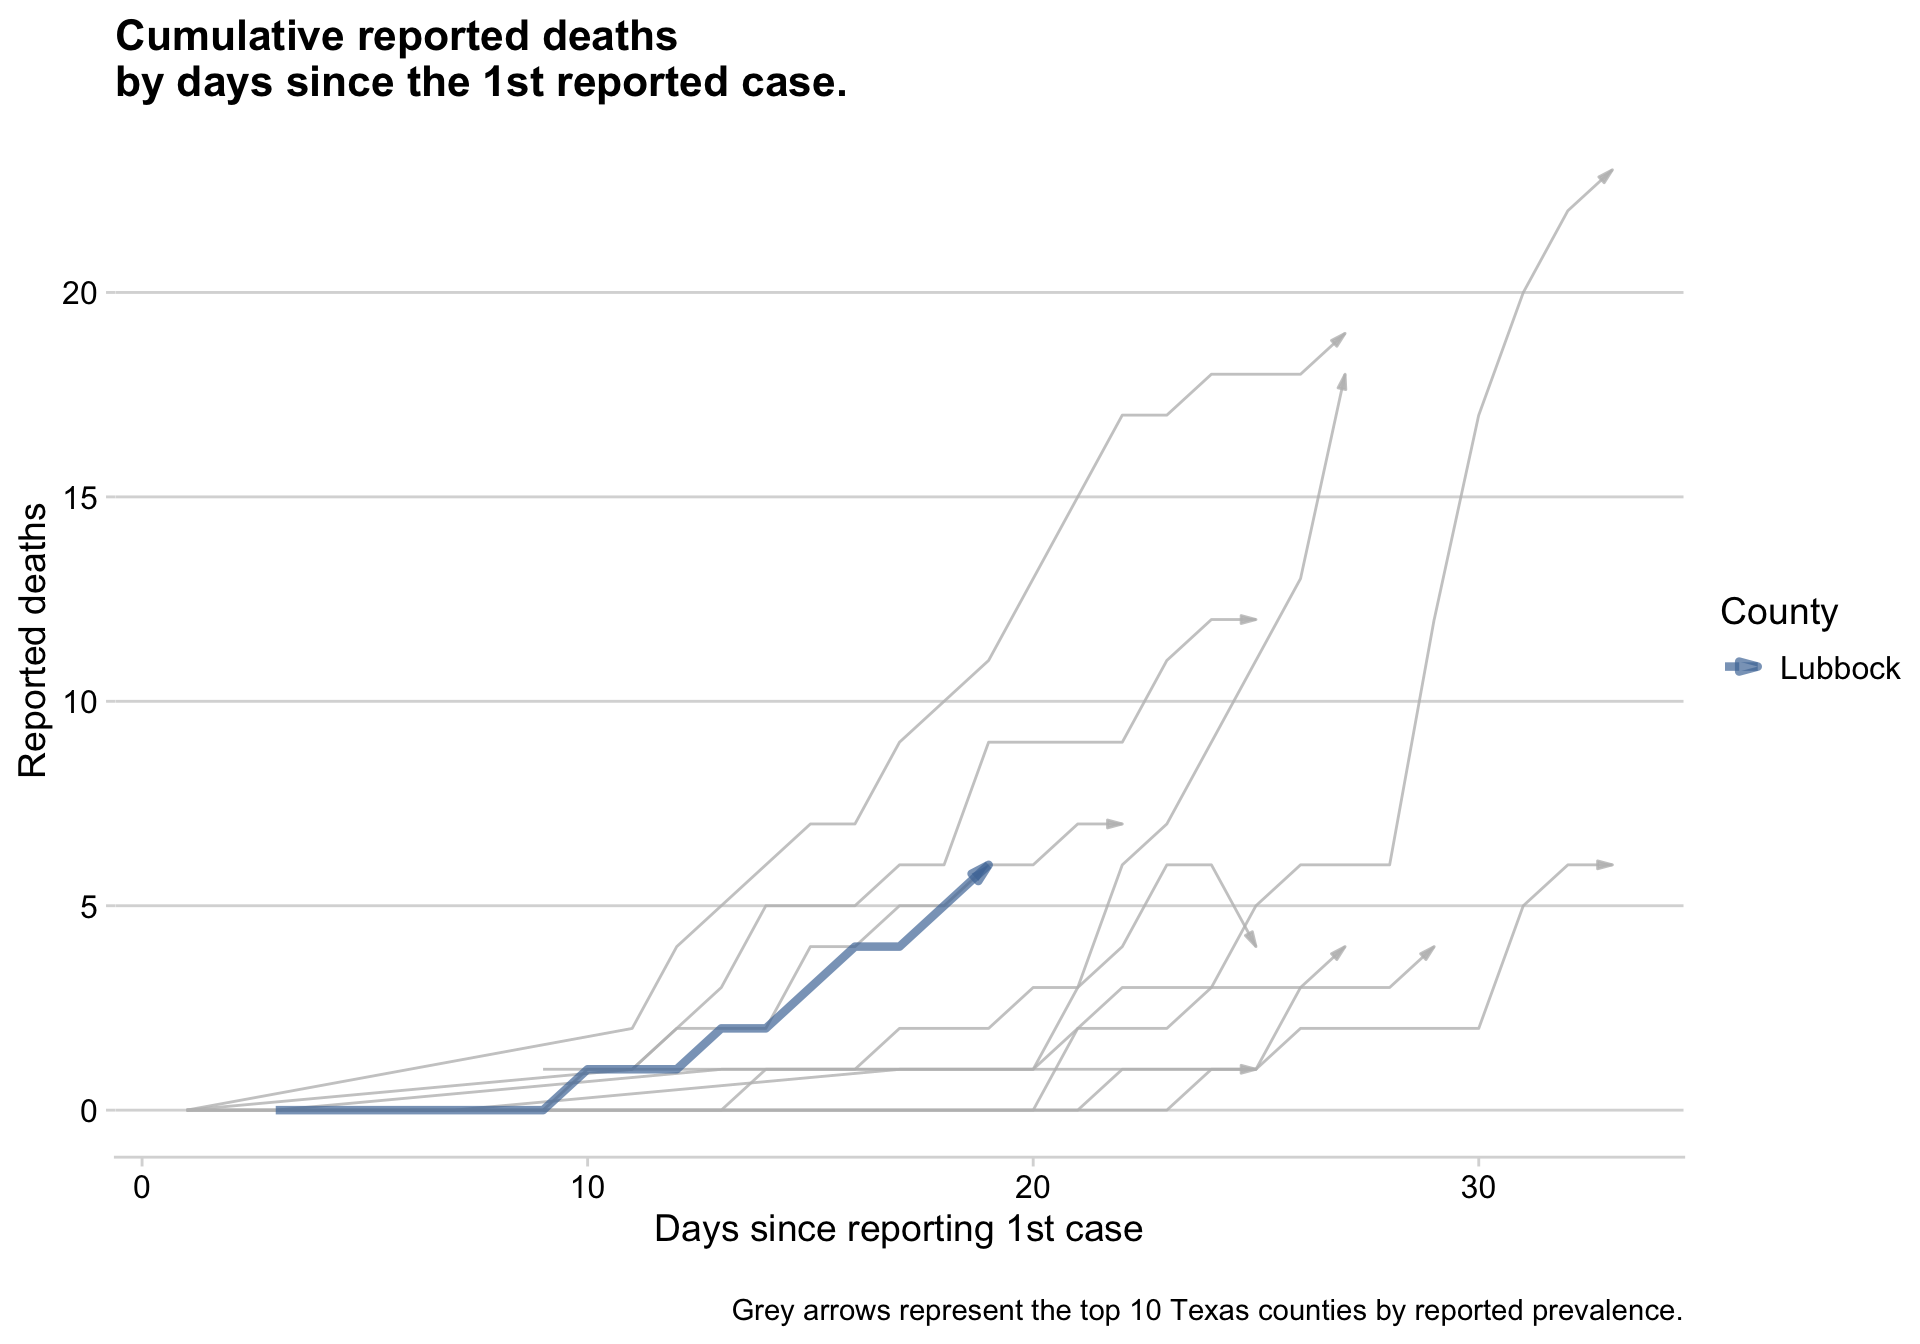 Cumulative reported deaths
by days since the 1st reported case.
20
15
10
5
0
Reported deaths
0 10 20 30
Days since reporting 1st case
County
Lubbock
Grey arrows represent the top 10 Texas counties by reported prevalence.